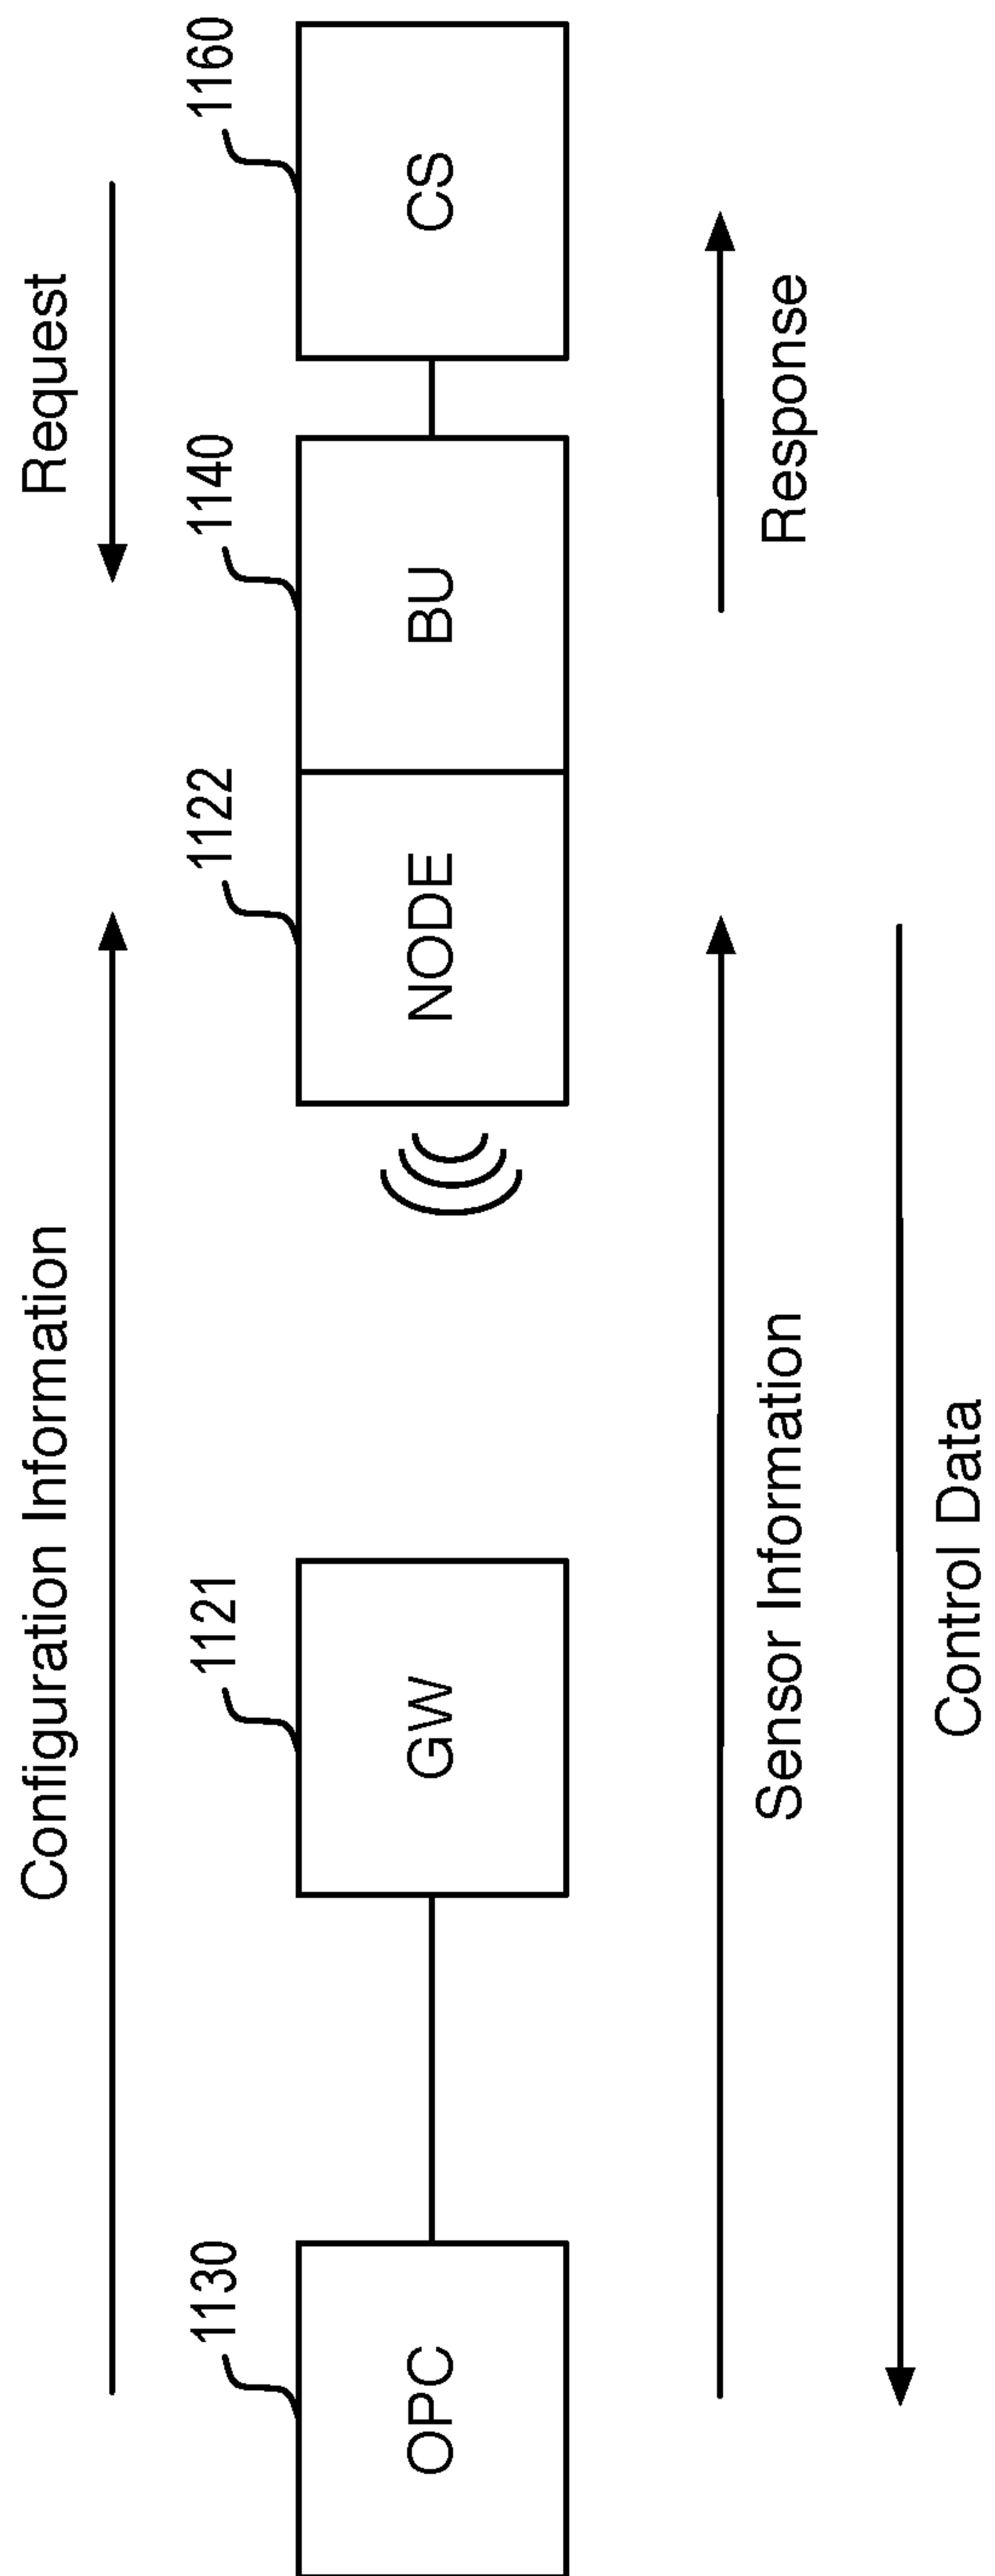 Configuration Information
Request
1130
1121
1122
1140
1160
OPC
GW
NODE
BU
CS
Sensor Information
Response
Control Data